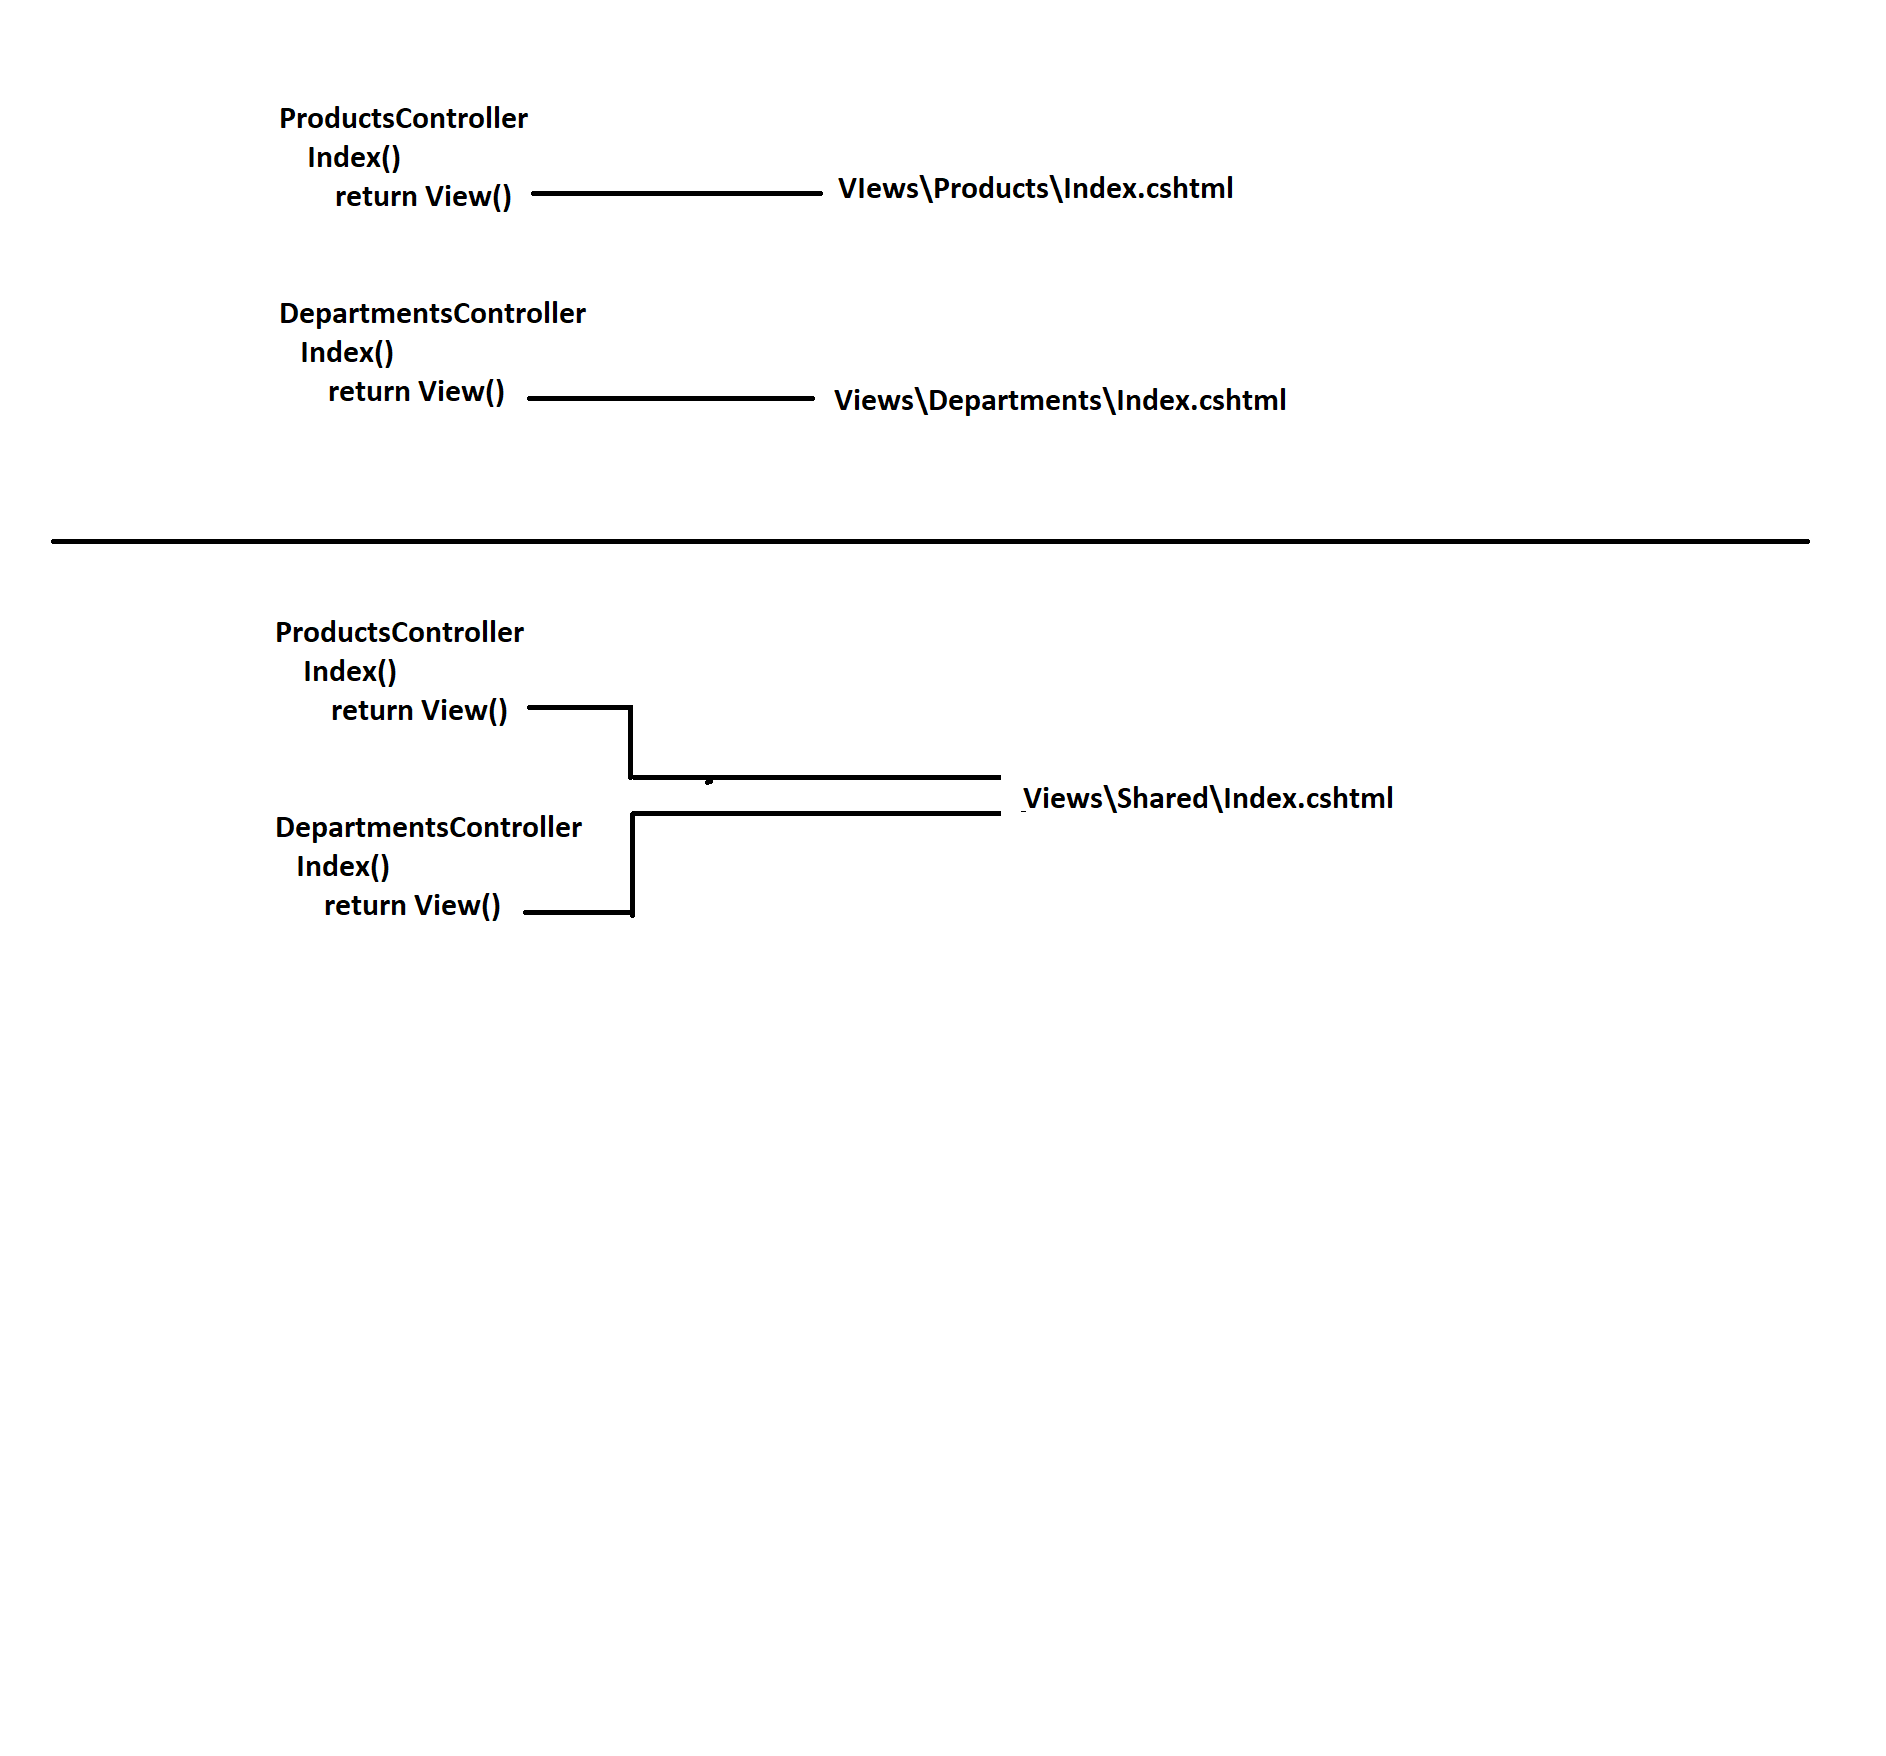 ProductsController
Index()
return View()
VIews\Products\Index.cshtml
DepartmentsController
Index()
return View()
Views\Departments\Index.cshtml
ProductsController
Index()
return View()
Views\Shared\Index.cshtml
DepartmentsController
Index()
return View()